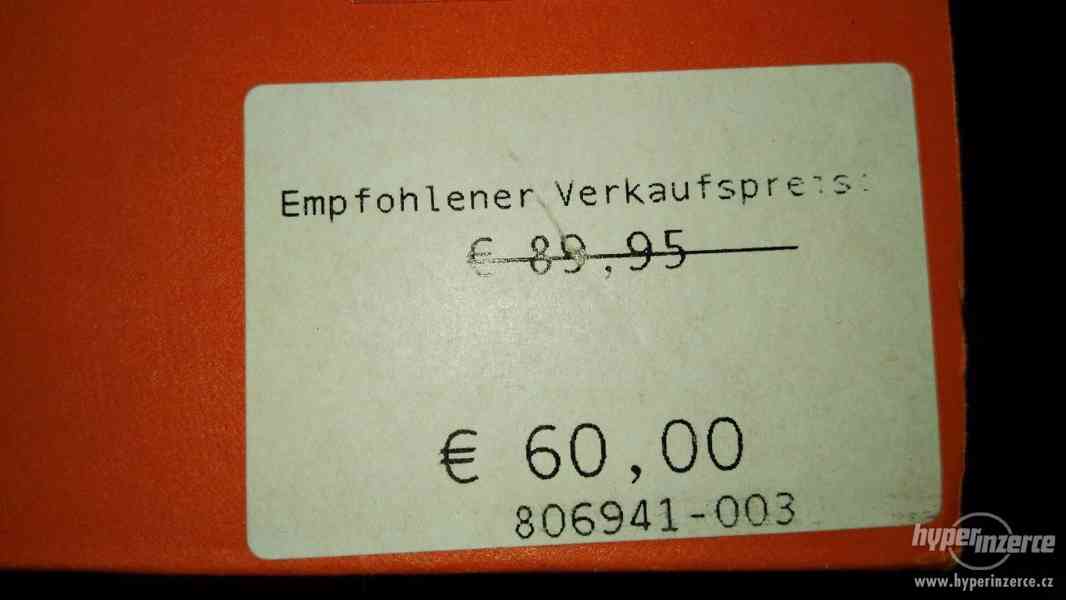 Empfohlener Verkaufspreis:
€ 89,95
€ 60,00
806941-003
hyperinzerce
www.hyperinzerce.cz